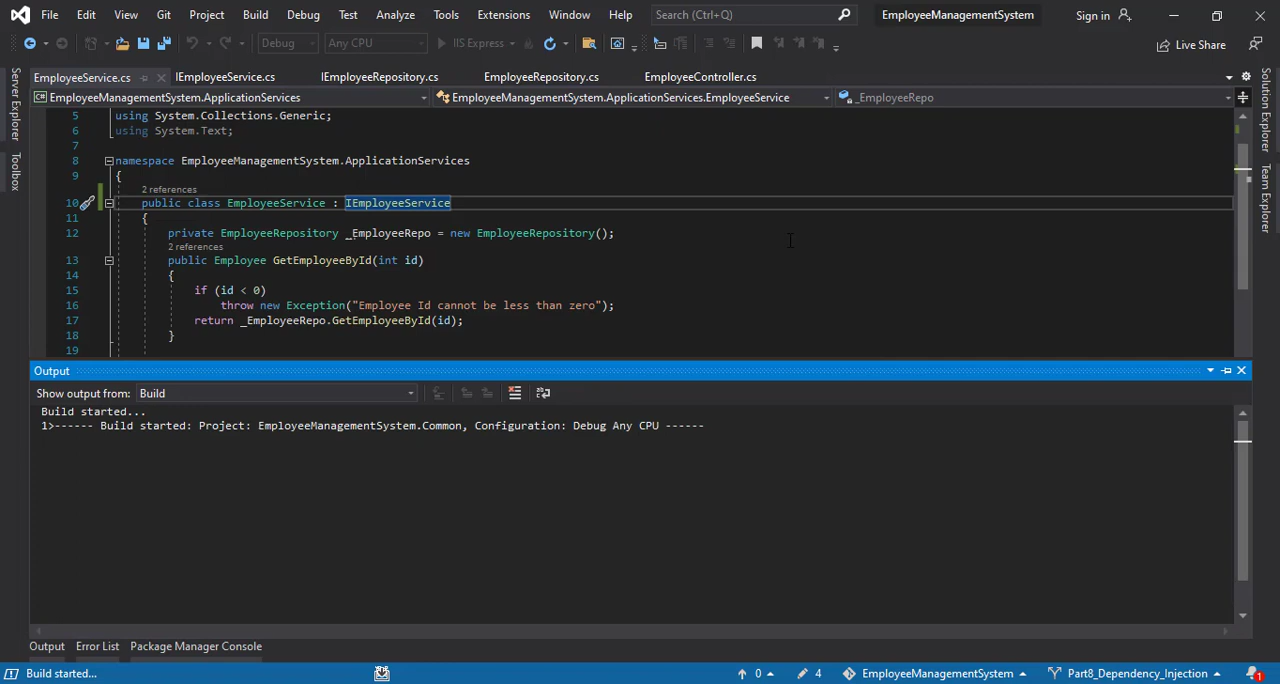 File Edit View Git Project Build Debug Test Analyze Tools Extensions Window Help Search (Ctrl+Q) EmployeeManagementSystem Sign in
Debug Any CPU IIS Express Live Share
EmployeeService.cs IEmployeeService.cs IEmployeeRepository.cs EmployeeRepository.cs EmployeeController.cs
C# EmployeeManagementSystem.ApplicationServices EmployeeManagementSystem.ApplicationServices.EmployeeService _EmployeeRepo
Server Explorer
Toolbox
5 using System.Collections.Generic;
6 using System.Text;
7
8 namespace EmployeeManagementSystem.ApplicationServices
9 {
2 references
10 public class EmployeeService : IEmployeeService
11 {
12 private EmployeeRepository _EmployeeRepo = new EmployeeRepository();
2 references
13 public Employee GetEmployeeById(int id)
14 {
15 if (id < 0)
16 throw new Exception("Employee Id cannot be less than zero");
17 return _EmployeeRepo.GetEmployeeById(id);
18 }
19
Solution Explorer
Team Explorer
Output
Show output from: Build
Build started...
1>------ Build started: Project: EmployeeManagementSystem.Common, Configuration: Debug Any CPU ------
Output Error List Package Manager Console
Build started... 0 4 EmployeeManagementSystem Part8_Dependency_Injection 1